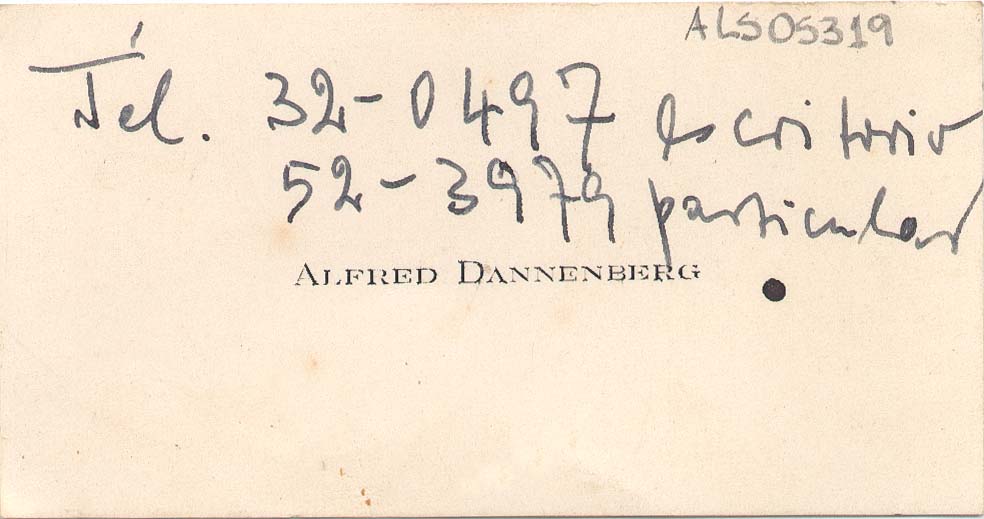 ALS05319
Tél. 32-0497 escritorio
52-3979 particular
ALFRED DANNENBERG